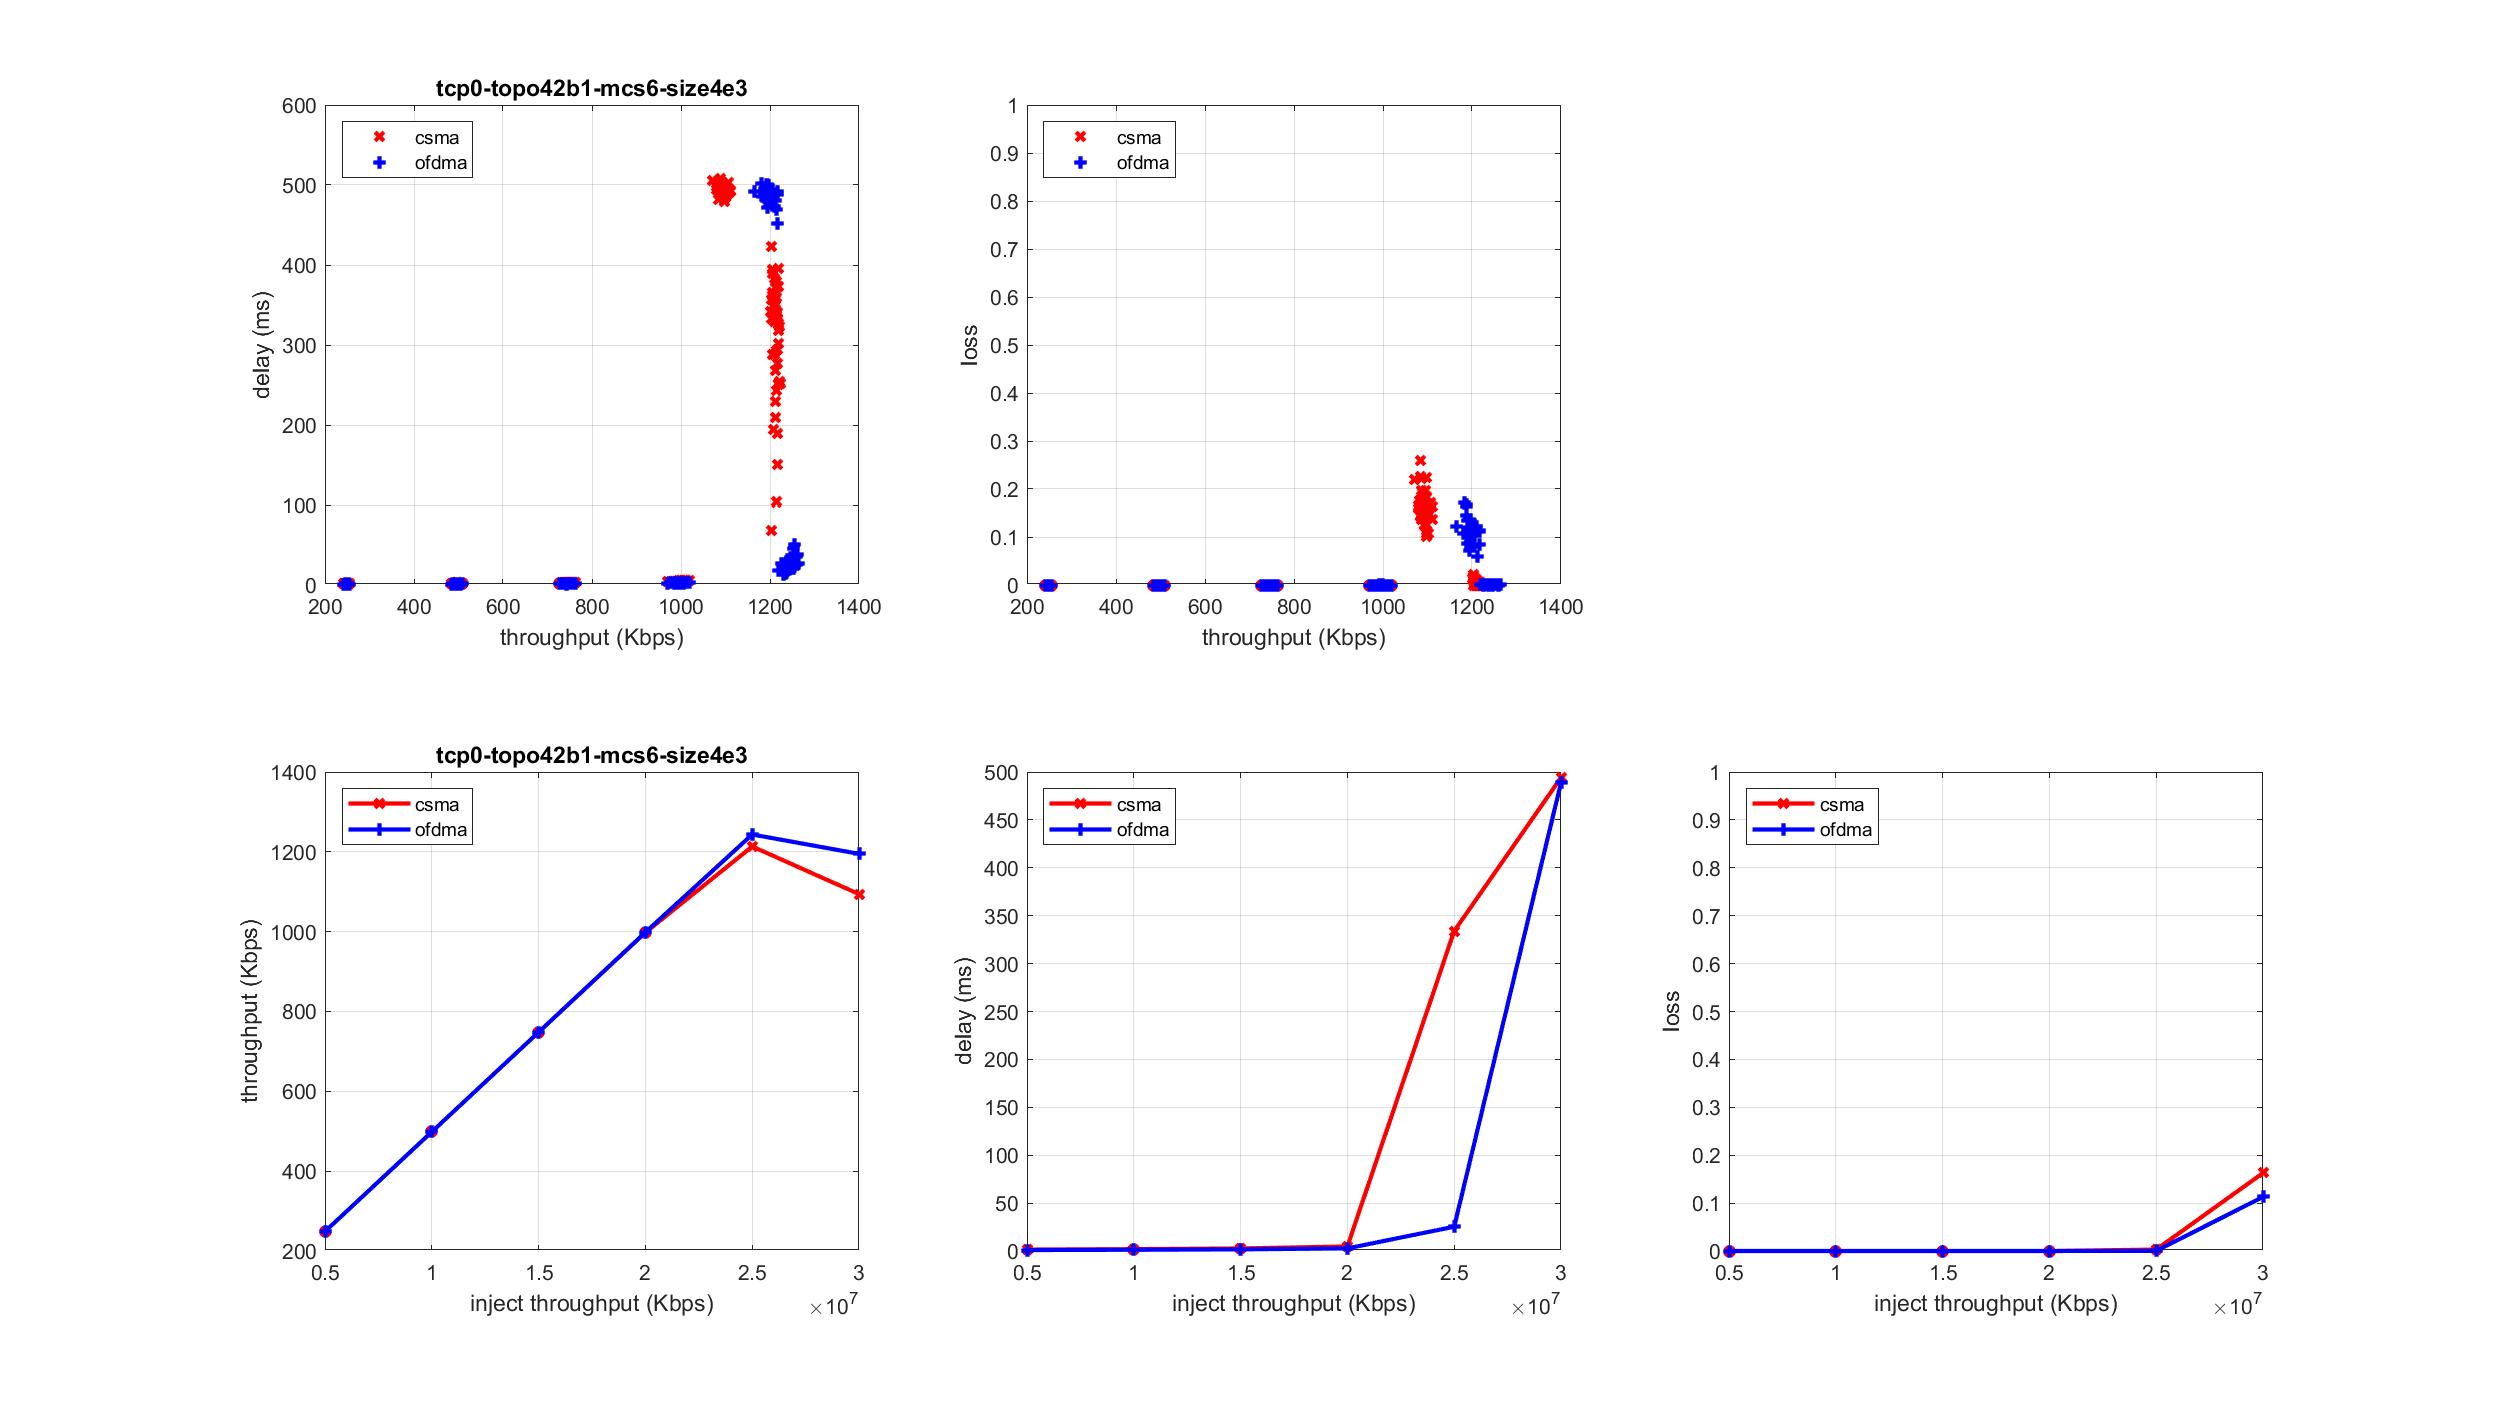 tcp0-topo42b1-mcs6-size4e3
600
500
400
300
200
100
0
delay (ms)
csma
ofdma
200 400 600 800 1000 1200 1400
throughput (Kbps)
1
0.9
0.8
0.7
0.6
0.5
0.4
0.3
0.2
0.1
0
loss
csma
ofdma
200 400 600 800 1000 1200 1400
throughput (Kbps)
tcp0-topo42b1-mcs6-size4e3
1400
1200
1000
800
600
400
200
throughput (Kbps)
csma
ofdma
0.5 1 1.5 2 2.5 3
inject throughput (Kbps)
×10⁷
500
450
400
350
300
250
200
150
100
50
0
delay (ms)
csma
ofdma
0.5 1 1.5 2 2.5 3
inject throughput (Kbps)
×10⁷
1
0.9
0.8
0.7
0.6
0.5
0.4
0.3
0.2
0.1
0
loss
csma
ofdma
0.5 1 1.5 2 2.5 3
inject throughput (Kbps)
×10⁷